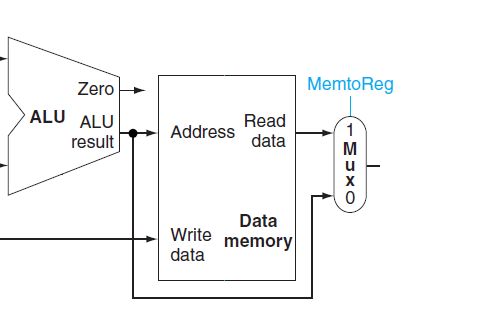 Zero
ALU
ALU
result
Address
Read
data
Write
data
Data
memory
MemtoReg
1
M
u
x
0